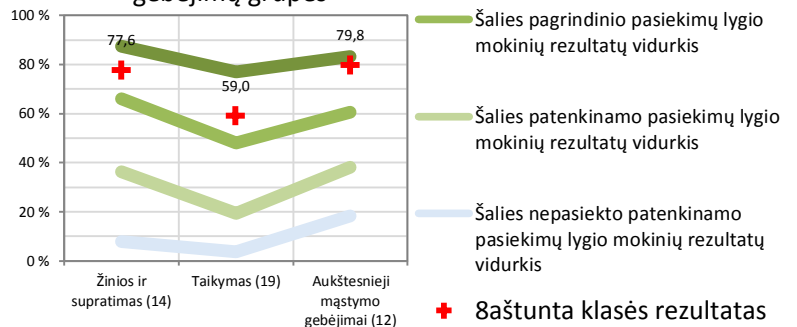 gebėjimų grupes
100 %
80 %
60 %
40 %
20 %
0 %
77,6
59,0
79,8
Žinios ir
supratimas (14)
Taikymas (19)
Aukštesnieji
mąstymo
gebėjimai (12)
Šalies pagrindinio pasiekimų lygio
mokinių rezultatų vidurkis
Šalies patenkinamo pasiekimų lygio
mokinių rezultatų vidurkis
Šalies nepasiekto patenkinamo
pasiekimų lygio mokinių rezultatų
vidurkis
8aštunta klasės rezultatas